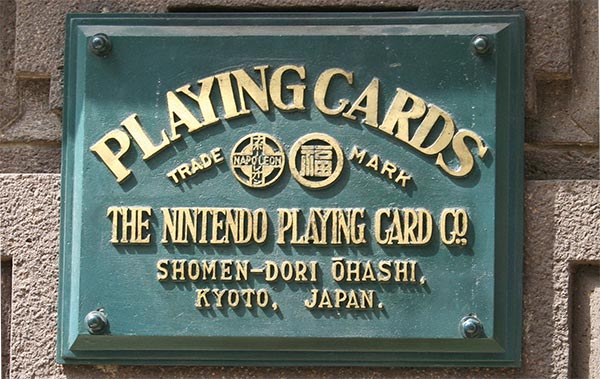 PLAYING CARDS
TRADE NAPOLEON 福 MARK
THE NINTENDO PLAYING CARD CO.,
SHOMEN-DORI ŌHASHI,
KYOTO, JAPAN.